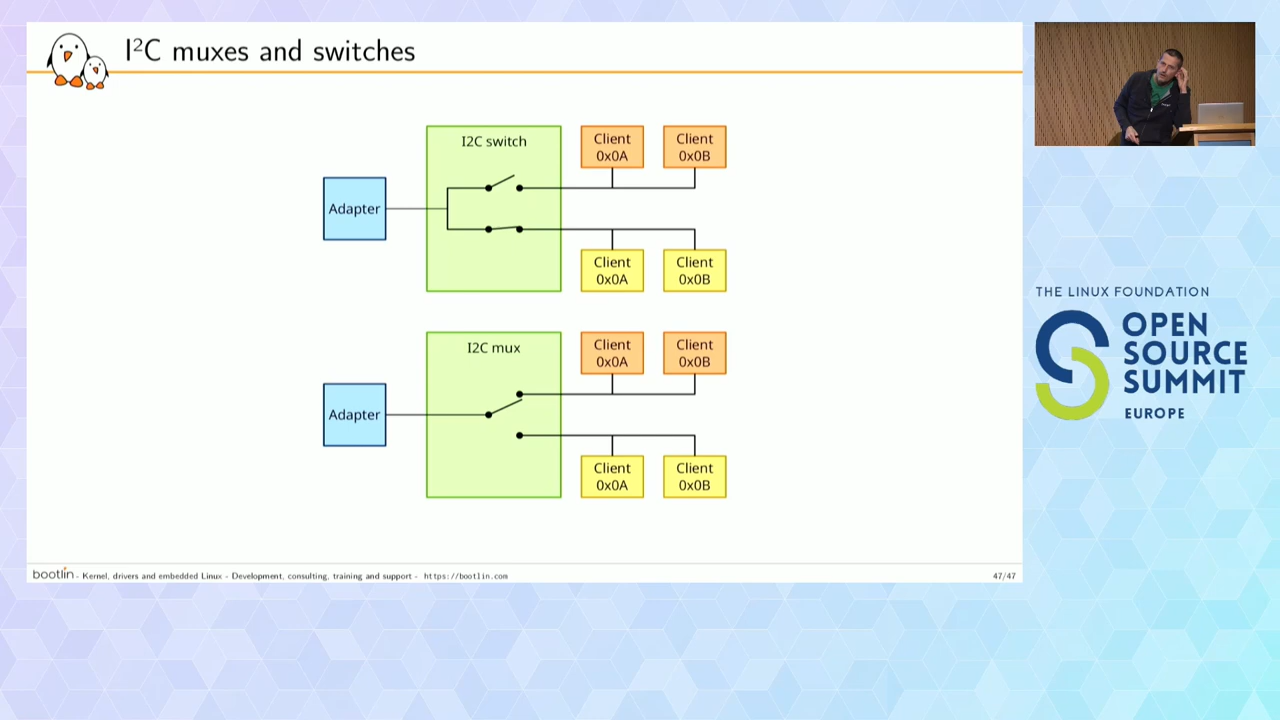 I²C muxes and switches
I2C switch
Client
0x0A
Client
0x0B
Adapter
Client
0x0A
Client
0x0B
I2C mux
Client
0x0A
Client
0x0B
Adapter
Client
0x0A
Client
0x0B
bootlin - Kernel, drivers and embedded Linux - Development, consulting, training and support - https://bootlin.com
47/47
THE LINUX FOUNDATION
OPEN
SOURCE
SUMMIT
EUROPE